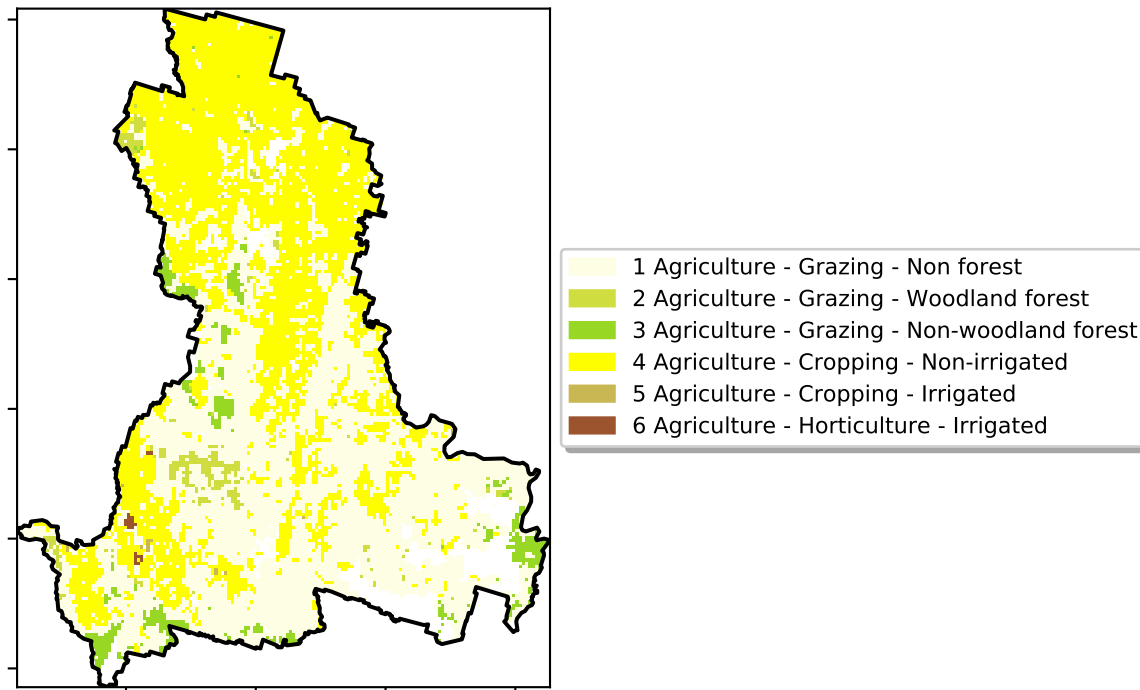 1 Agriculture - Grazing - Non forest
2 Agriculture - Grazing - Woodland forest
3 Agriculture - Grazing - Non-woodland forest
4 Agriculture - Cropping - Non-irrigated
5 Agriculture - Cropping - Irrigated
6 Agriculture - Horticulture - Irrigated